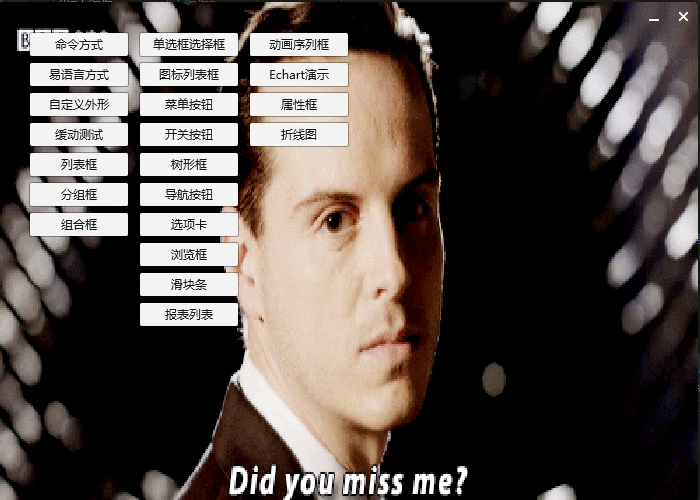 命令方式 单选框选择框 动画序列框
易语言方式 图标列表框 Echart演示
自定义外形 菜单按钮 属性框
缓动测试 开关按钮 折线图
列表框 树形框
分组框 导航按钮
组合框 选项卡
浏览框
滑块条
报表列表
Did you miss me?